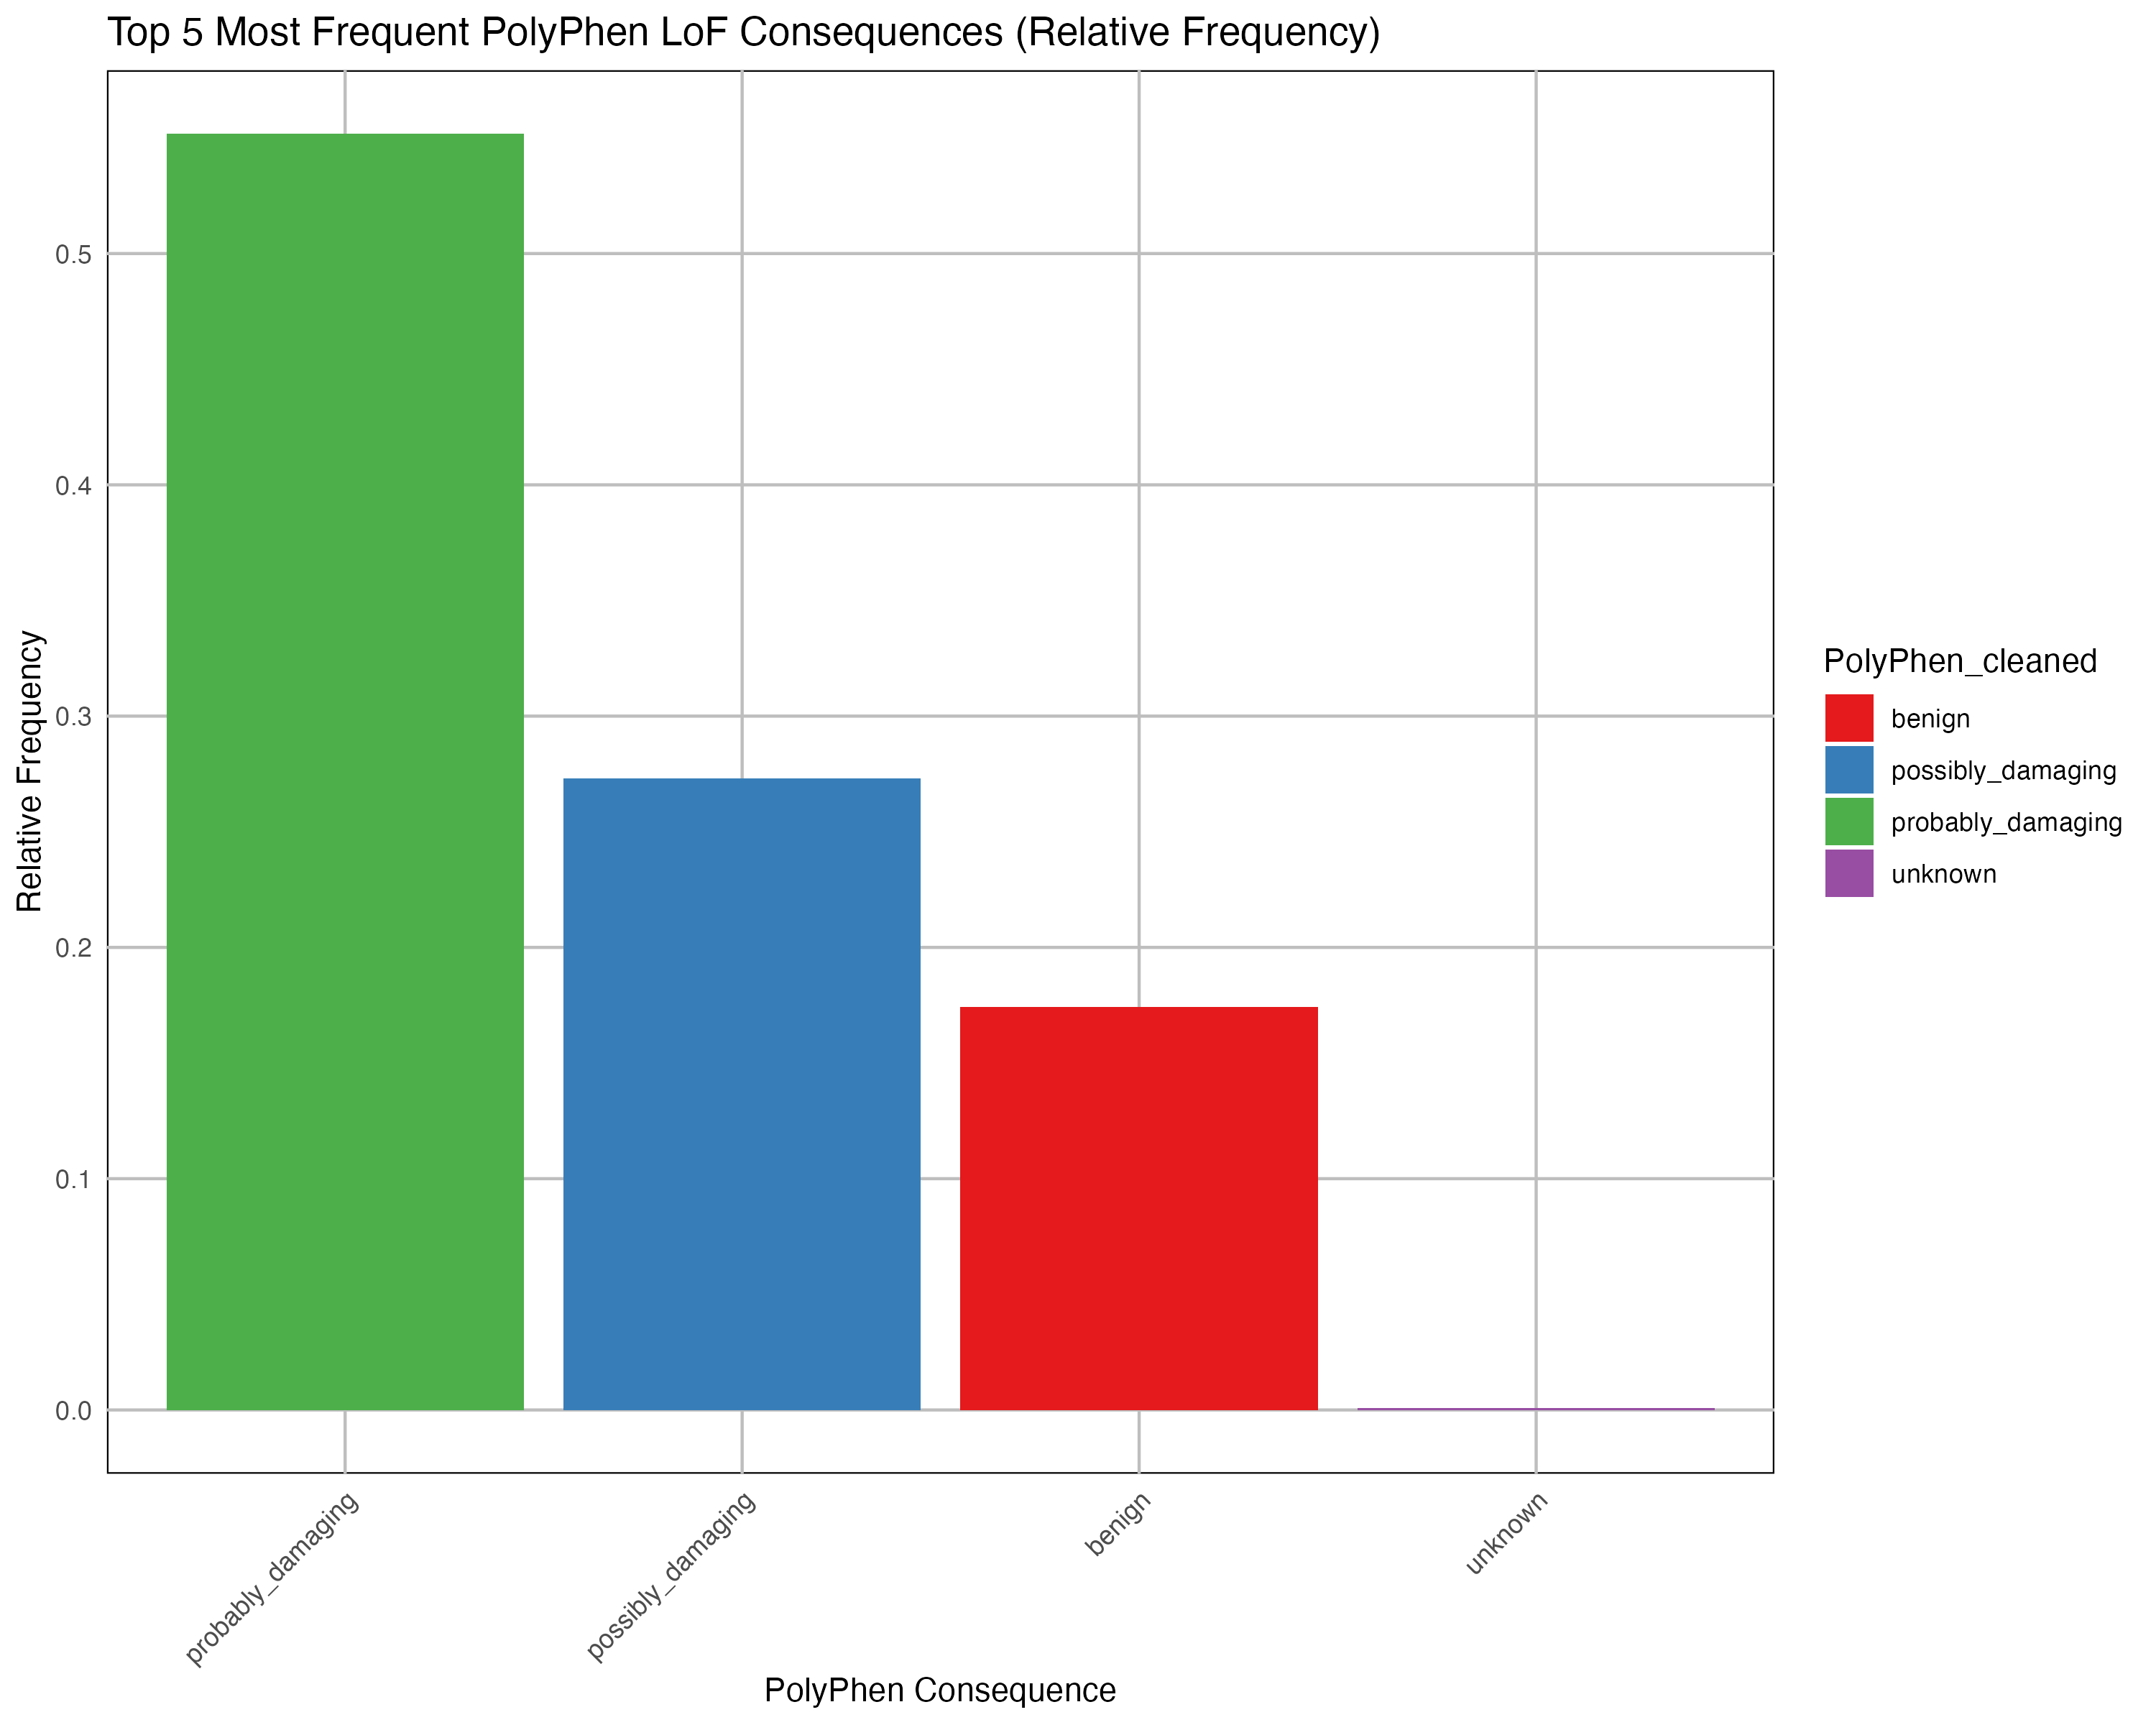 Top 5 Most Frequent PolyPhen LoF Consequences (Relative Frequency)
Relative Frequency
0.5
0.4
0.3
0.2
0.1
0.0
probably_damaging
possibly_damaging
benign
unknown
PolyPhen Consequence
PolyPhen_cleaned
benign
possibly_damaging
probably_damaging
unknown